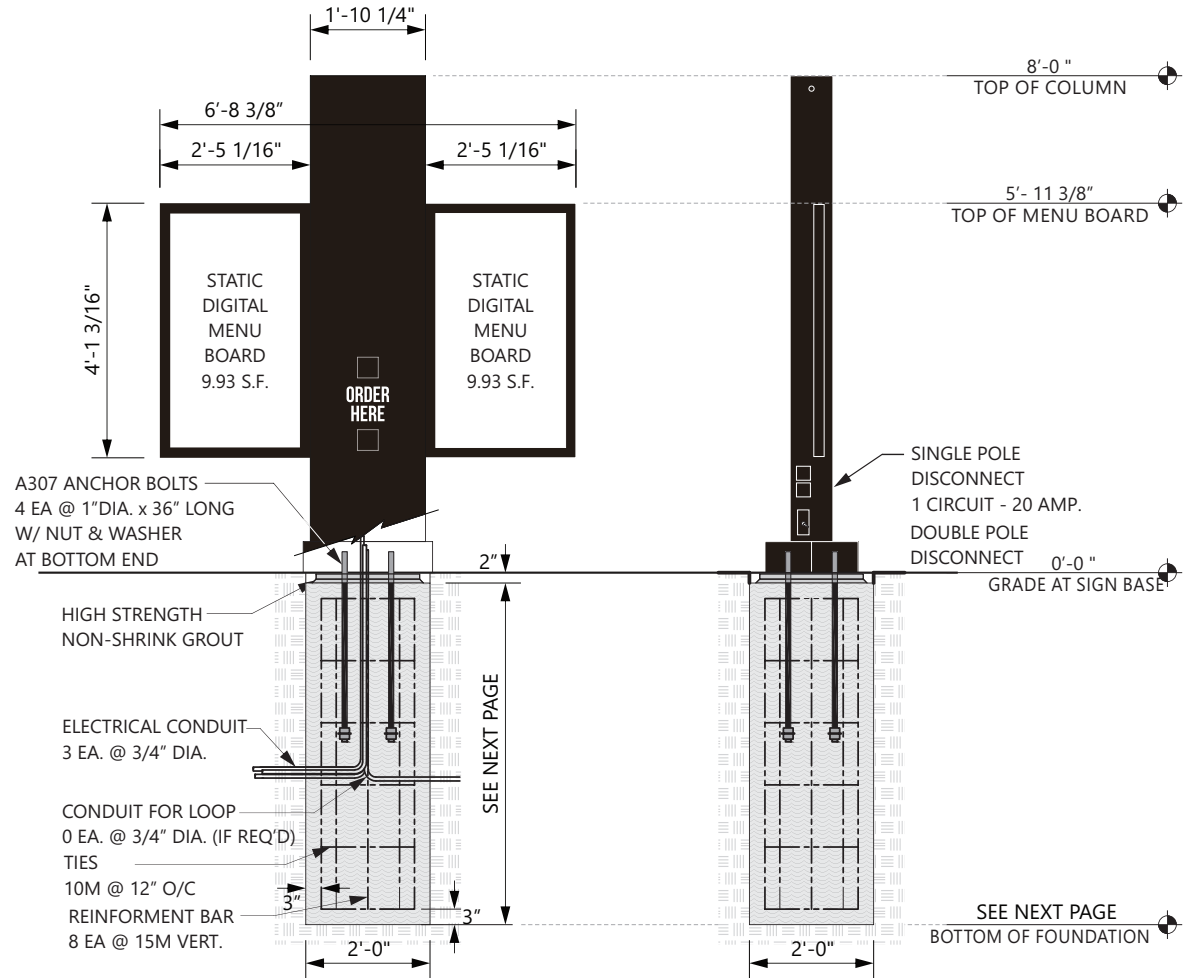 1'-10 1/4"
6'-8 3/8"
2'-5 1/16"
2'-5 1/16"
4'-1 3/16"
STATIC
DIGITAL
MENU
BOARD
9.93 S.F.
ORDER
HERE
STATIC
DIGITAL
MENU
BOARD
9.93 S.F.
8'-0 "
TOP OF COLUMN
5'- 11 3/8"
TOP OF MENU BOARD
SINGLE POLE
DISCONNECT
1 CIRCUIT - 20 AMP.
DOUBLE POLE
DISCONNECT
0'-0 "
GRADE AT SIGN BASE
A307 ANCHOR BOLTS
4 EA @ 1"DIA. x 36" LONG
W/ NUT & WASHER
AT BOTTOM END
2"
HIGH STRENGTH
NON-SHRINK GROUT
ELECTRICAL CONDUIT
3 EA. @ 3/4" DIA.
CONDUIT FOR LOOP
0 EA. @ 3/4" DIA. (IF REQ'D)
TIES
10M @ 12" O/C
3"
REINFORMENT BAR
8 EA @ 15M VERT.
3"
SEE NEXT PAGE
2'-0"
2'-0"
SEE NEXT PAGE
BOTTOM OF FOUNDATION